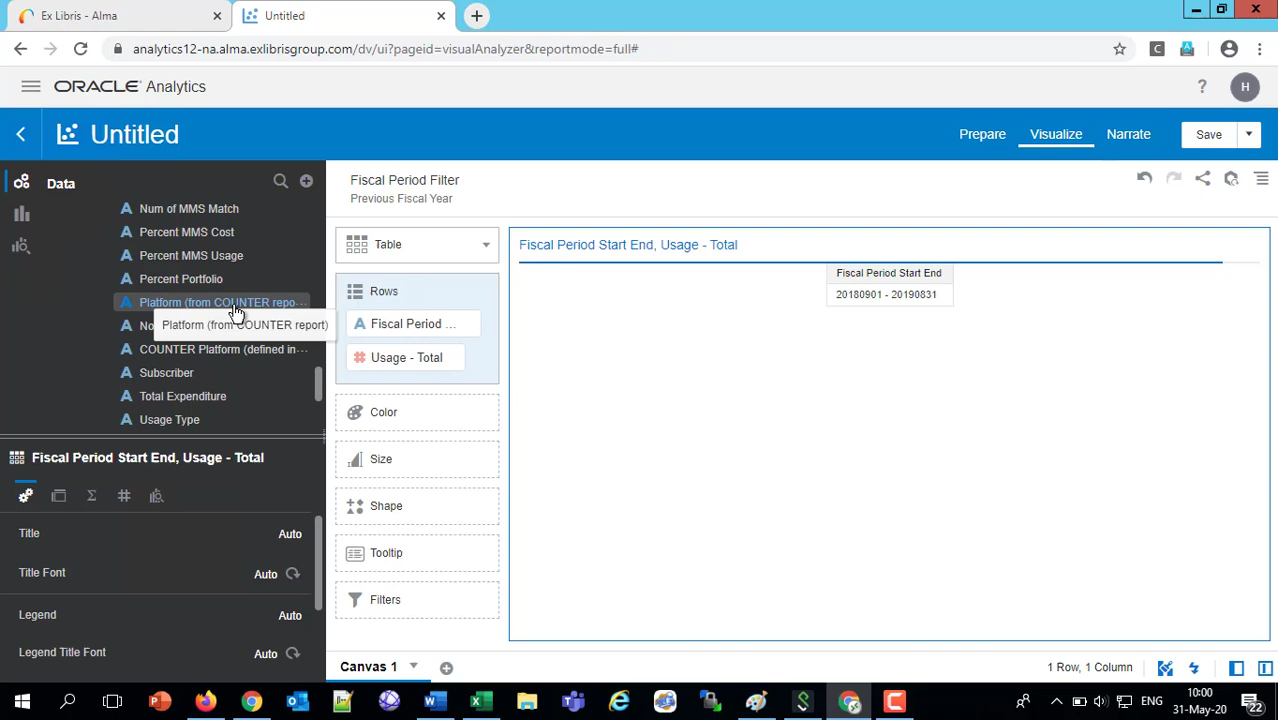 Ex Libris - Alma
Untitled
analytics12-na.alma.exlibrisgroup.com/dv/ui?pageid=visualAnalyzer&reportmode=full#
ORACLE Analytics
H
Untitled
Prepare
Visualize
Narrate
Save
Data
Num of MMS Match
Percent MMS Cost
Percent MMS Usage
Percent Portfolio
Platform (from COUNTER repo...
No
Platform (from COUNTER report)
COUNTER Platform (defined in...
Subscriber
Total Expenditure
Usage Type
Fiscal Period Start End, Usage - Total
Title
Auto
Title Font
Auto
Legend
Auto
Legend Title Font
Auto
Fiscal Period Filter
Previous Fiscal Year
Table
Rows
Fiscal Period ...
Usage - Total
Color
Size
Shape
Tooltip
Filters
Fiscal Period Start End, Usage - Total
Fiscal Period Start End
20180901 - 20190831
Canvas 1
1 Row, 1 Column
ENG
10:00
31-May-20
22